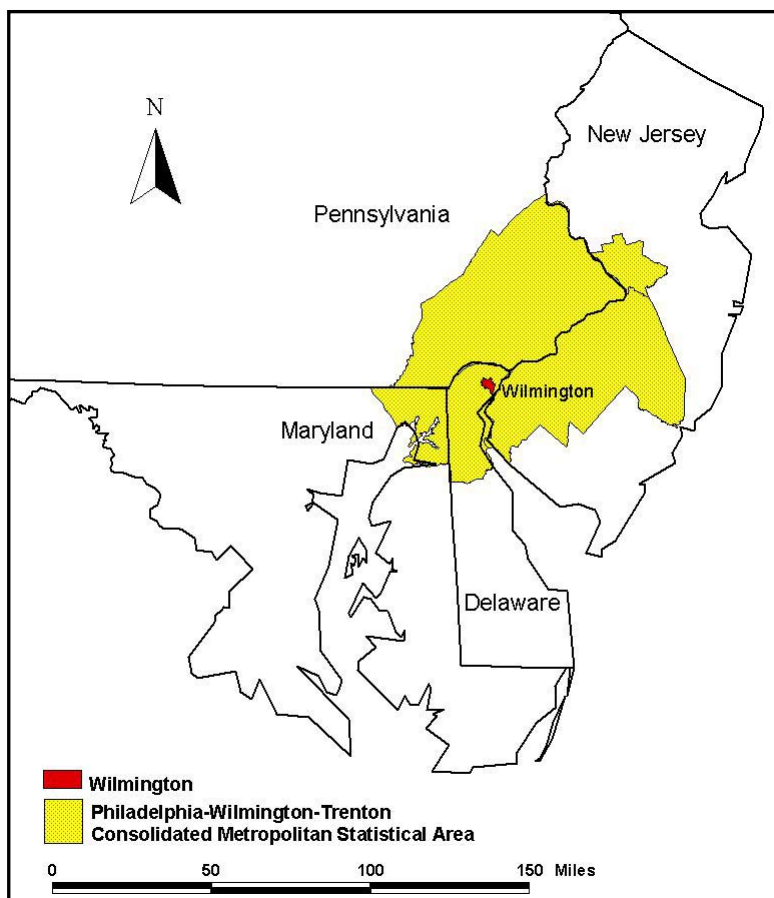 N
New Jersey
Pennsylvania
Wilmington
Maryland
Delaware
Wilmington
Philadelphia-Wilmington-Trenton
Consolidated Metropolitan Statistical Area
0 50 100 150 Miles